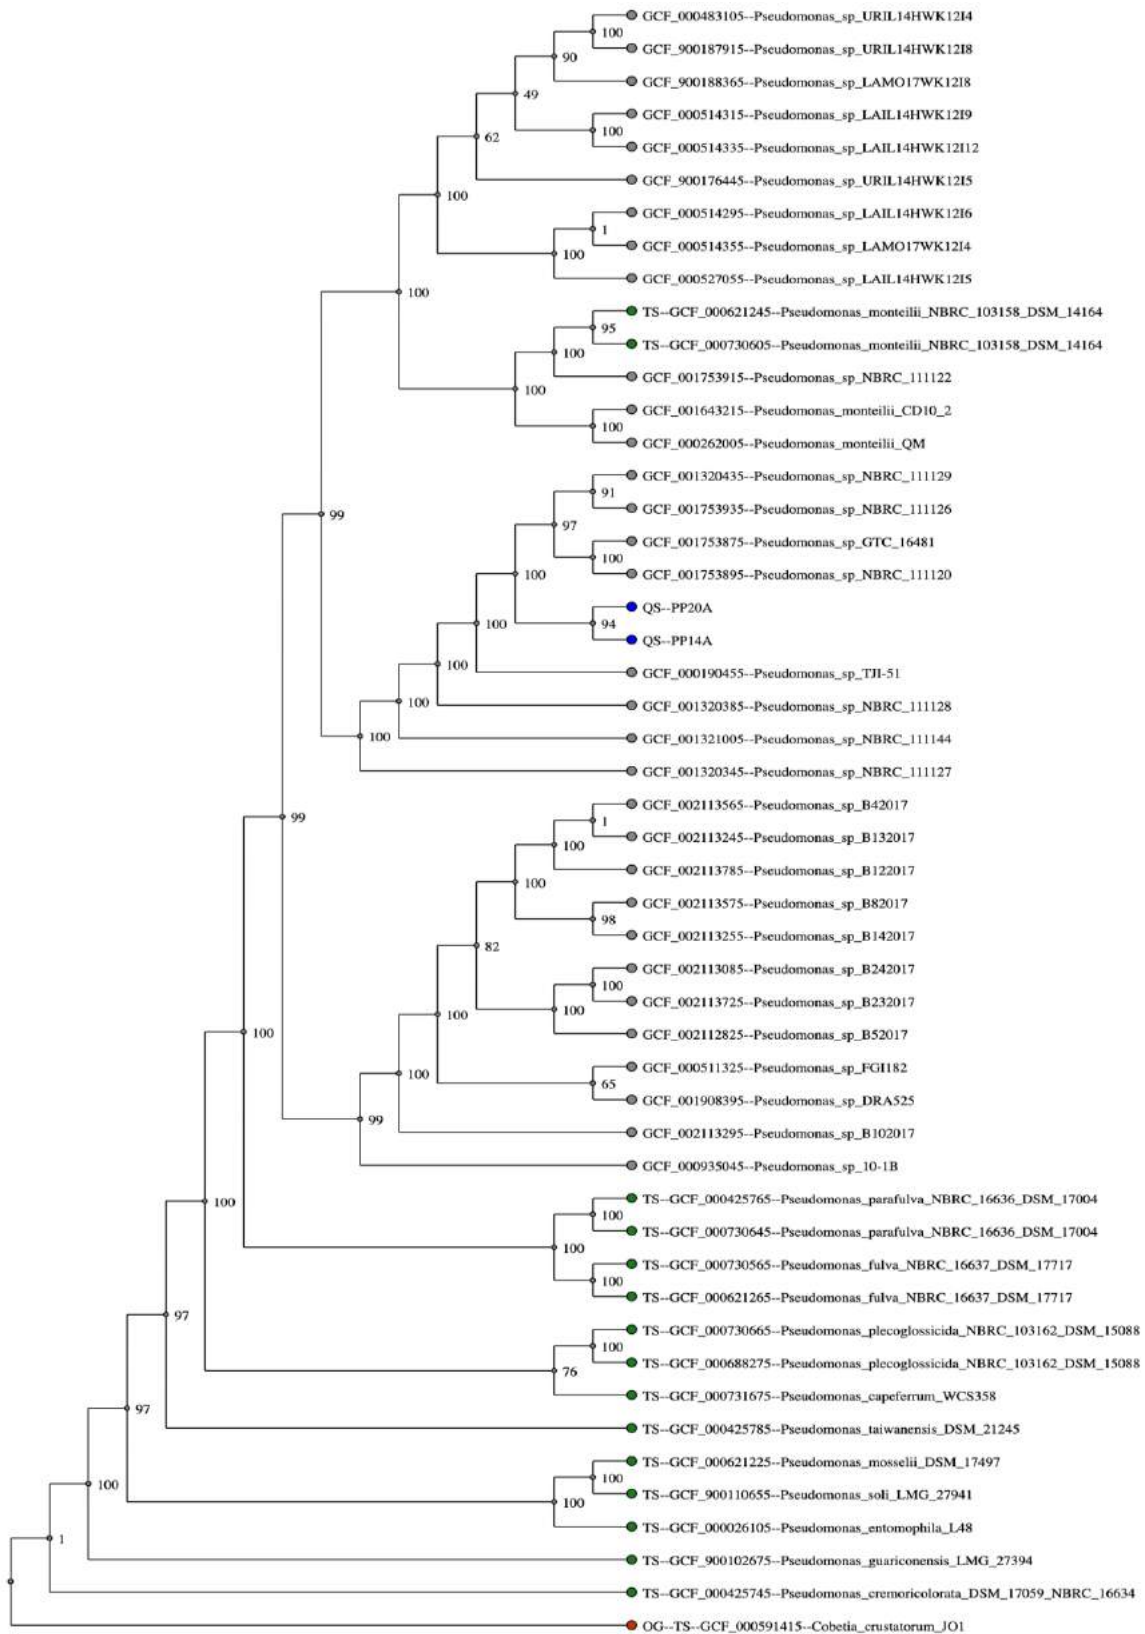 GCF_000483105--Pseudomonas_sp_URIL14HWK12I4
100
GCF_900187915--Pseudomonas_sp_URIL14HWK12I8
90
GCF_900188365--Pseudomonas_sp_LAMO17WK12I8
49
GCF_000514315--Pseudomonas_sp_LAIL14HWK12I9
100
62
GCF_000514335--Pseudomonas_sp_LAIL14HWK12I12
GCF_900176445--Pseudomonas_sp_URIL14HWK12I5
100
GCF_000514295--Pseudomonas_sp_LAIL14HWK12I6
1
GCF_000514355--Pseudomonas_sp_LAMO17WK12I4
100
GCF_000527055--Pseudomonas_sp_LAIL14HWK12I5
100
TS--GCF_000621245--Pseudomonas_monteilii_NBRC_103158_DSM_14164
95
TS--GCF_000730605--Pseudomonas_monteilii_NBRC_103158_DSM_14164
100
GCF_001753915--Pseudomonas_sp_NBRC_111122
100
GCF_001643215--Pseudomonas_monteilii_CD10_2
100
GCF_000262005--Pseudomonas_monteilii_QM
GCF_001320435--Pseudomonas_sp_NBRC_111129
91
GCF_001753935--Pseudomonas_sp_NBRC_111126
99
97
GCF_001753875--Pseudomonas_sp_GTC_16481
100
GCF_001753895--Pseudomonas_sp_NBRC_111120
100
QS--PP20A
94
100
QS--PP14A
100
GCF_000190455--Pseudomonas_sp_TJI-51
100
GCF_001320385--Pseudomonas_sp_NBRC_111128
100
GCF_001321005--Pseudomonas_sp_NBRC_111144
GCF_001320345--Pseudomonas_sp_NBRC_111127
GCF_002113565--Pseudomonas_sp_B42017
99
1
GCF_002113245--Pseudomonas_sp_B132017
100
GCF_002113785--Pseudomonas_sp_B122017
100
GCF_002113575--Pseudomonas_sp_B82017
98
GCF_002113255--Pseudomonas_sp_B142017
82
GCF_002113085--Pseudomonas_sp_B242017
100
GCF_002113725--Pseudomonas_sp_B232017
100
100
GCF_002112825--Pseudomonas_sp_B52017
100
GCF_000511325--Pseudomonas_sp_FGI182
100
65
GCF_001908395--Pseudomonas_sp_DRA525
99
GCF_002113295--Pseudomonas_sp_B102017
GCF_000935045--Pseudomonas_sp_10-1B
TS--GCF_000425765--Pseudomonas_parafulva_NBRC_16636_DSM_17004
100
100
TS--GCF_000730645--Pseudomonas_parafulva_NBRC_16636_DSM_17004
100
TS--GCF_000730565--Pseudomonas_fulva_NBRC_16637_DSM_17717
100
TS--GCF_000621265--Pseudomonas_fulva_NBRC_16637_DSM_17717
97
TS--GCF_000730665--Pseudomonas_plecoglossicida_NBRC_103162_DSM_15088
100
TS--GCF_000688275--Pseudomonas_plecoglossicida_NBRC_103162_DSM_15088
76
TS--GCF_000731675--Pseudomonas_capeferrum_WCS358
97
TS--GCF_000425785--Pseudomonas_taiwanensis_DSM_21245
TS--GCF_000621225--Pseudomonas_mosselii_DSM_17497
100
100
TS--GCF_900110655--Pseudomonas_soli_LMG_27941
100
TS--GCF_000026105--Pseudomonas_entomophila_L48
1
TS--GCF_900102675--Pseudomonas_guariconensis_LMG_27394
TS--GCF_000425745--Pseudomonas_cremoricolorata_DSM_17059_NBRC_16634
OG--TS--GCF_000591415--Cobetia_crustatorum_JO1